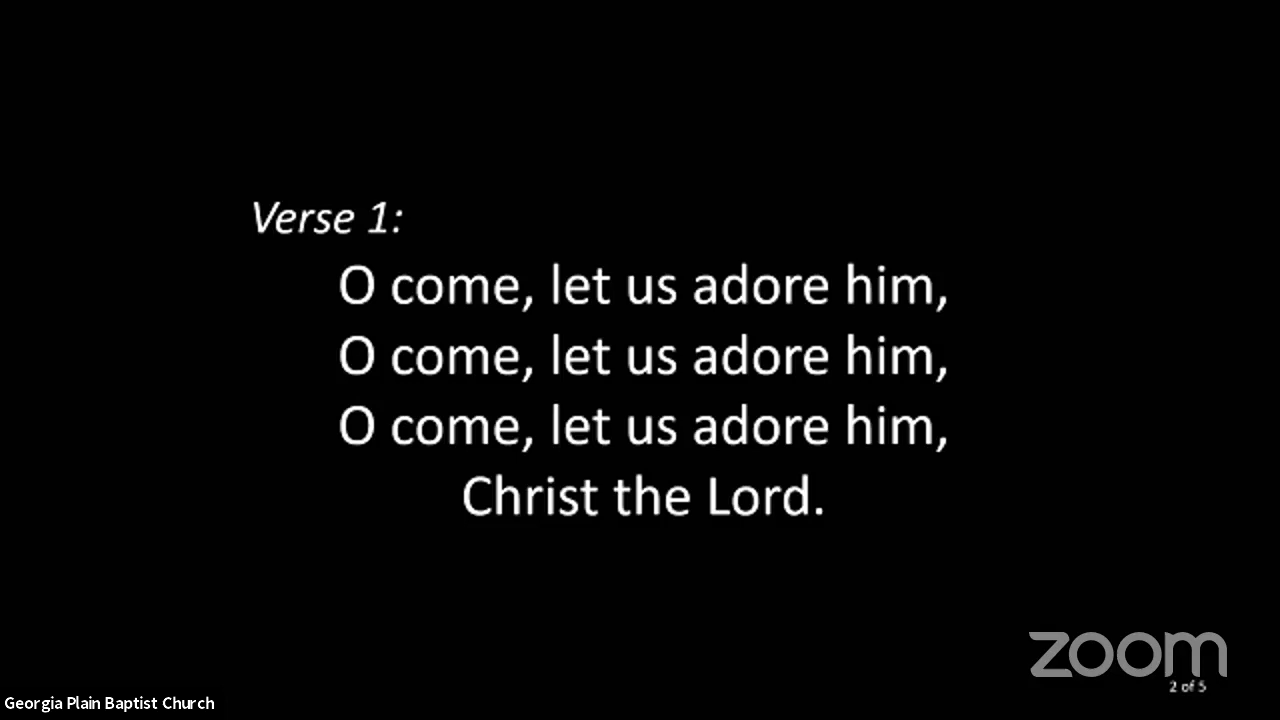 Verse 1:
O come, let us adore him,
O come, let us adore him,
O come, let us adore him,
Christ the Lord.
zoom
2 of 5
Georgia Plain Baptist Church